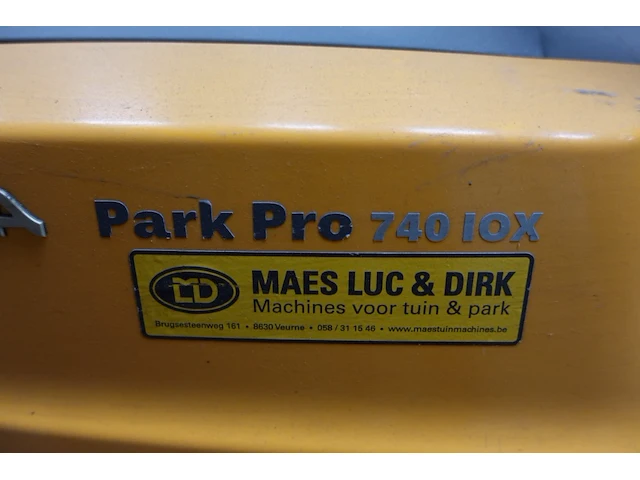 Park Pro 740 IOX
MLD
MAES LUC & DIRK
Machines voor tuin & park
Brugsesteenweg 161 • 8630 Veurne • 058 / 31 15 46 • www.maestuinmachines.be